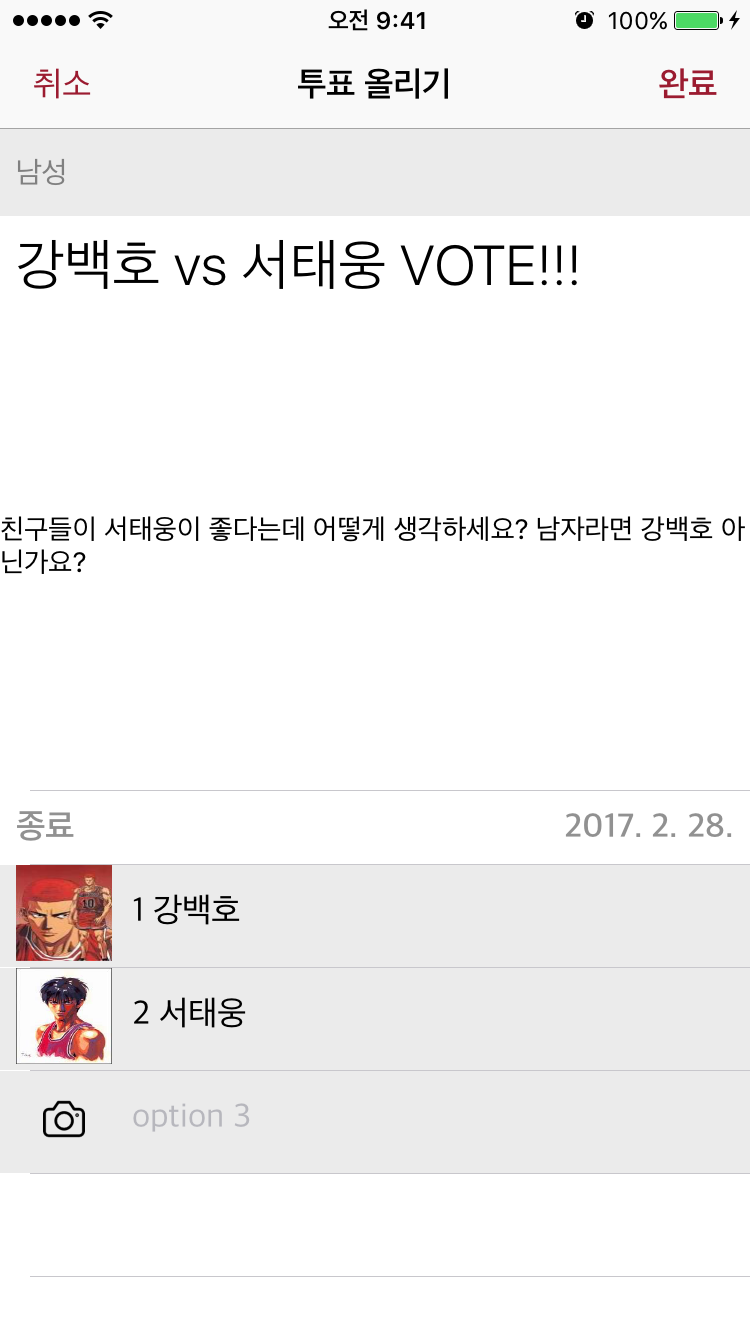 오전 9:41
100%
취소
투표 올리기
완료
남성
강백호 vs 서태웅 VOTE!!!
친구들이 서태웅이 좋다는데 어떻게 생각하세요? 남자라면 강백호 아
닌가요?
종료
2017. 2. 28.
10
1 강백호
2 서태웅
option 3